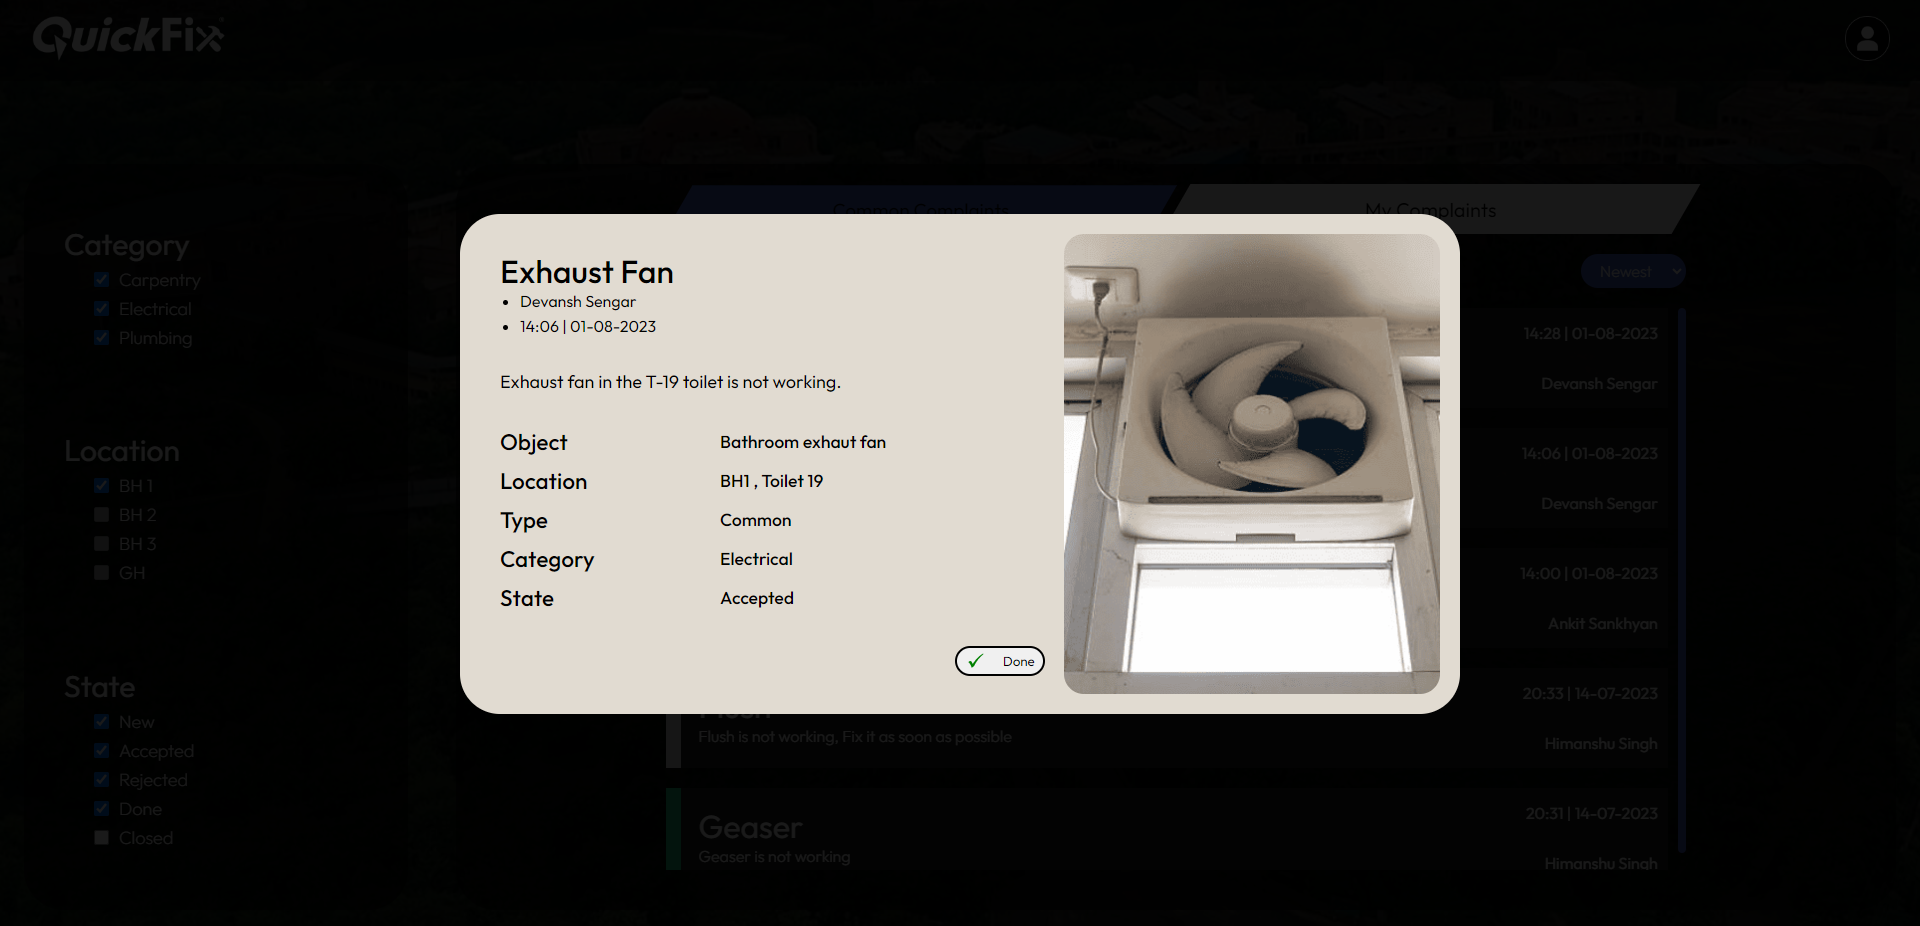 QuickFix
Common Complaints
My Complaints
Category
Carpentry
Electrical
Plumbing
Location
BH 1
BH 2
BH 3
GH
State
New
Accepted
Rejected
Done
Closed
Newest
Exhaust Fan
Devansh Sengar
14:06 | 01-08-2023
Exhaust fan in the T-19 toilet is not working.
Object Bathroom exhaut fan
Location BH1 , Toilet 19
Type Common
Category Electrical
State Accepted
Done
14:28 | 01-08-2023
Devansh Sengar
14:06 | 01-08-2023
Devansh Sengar
14:00 | 01-08-2023
Ankit Sankhyan
Flush
20:33 | 14-07-2023
Flush is not working, Fix it as soon as possible
Himanshu Singh
Geaser
20:31 | 14-07-2023
Geaser is not working
Himanshu Singh